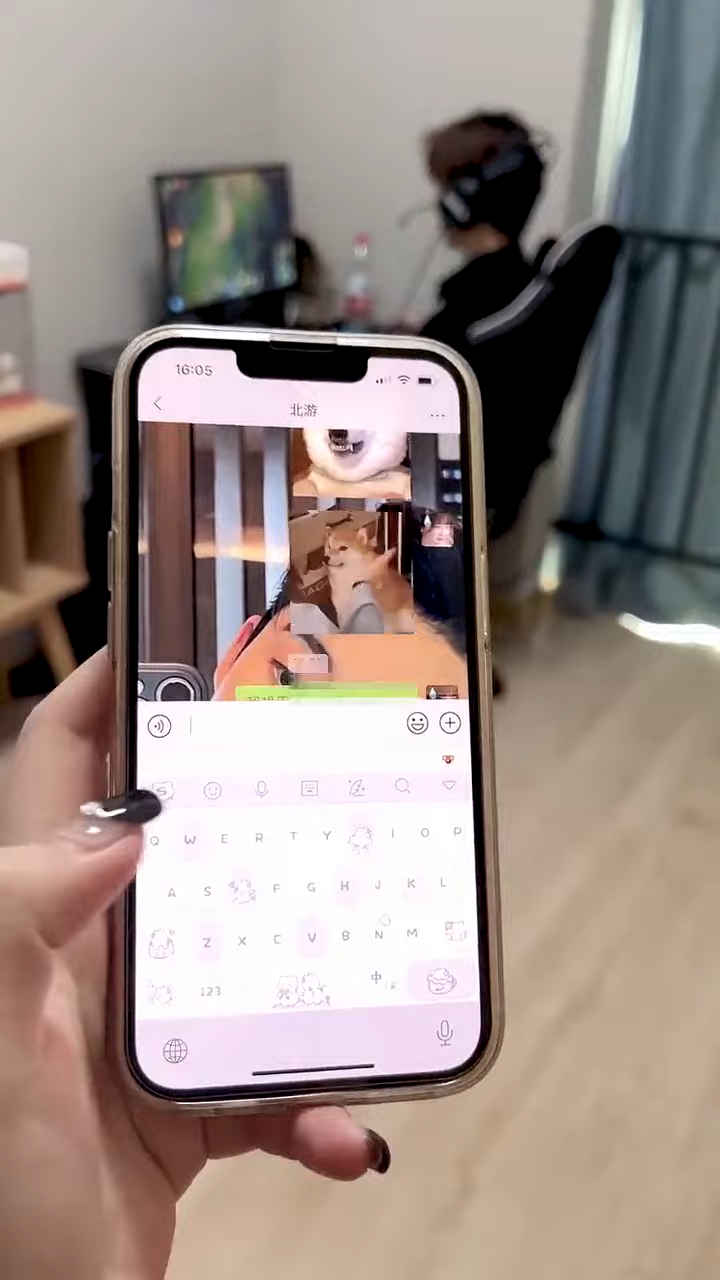 16:05
北游
Q W E R T Y I O P
A S F G H J K L
Z X C V B N M
123 中